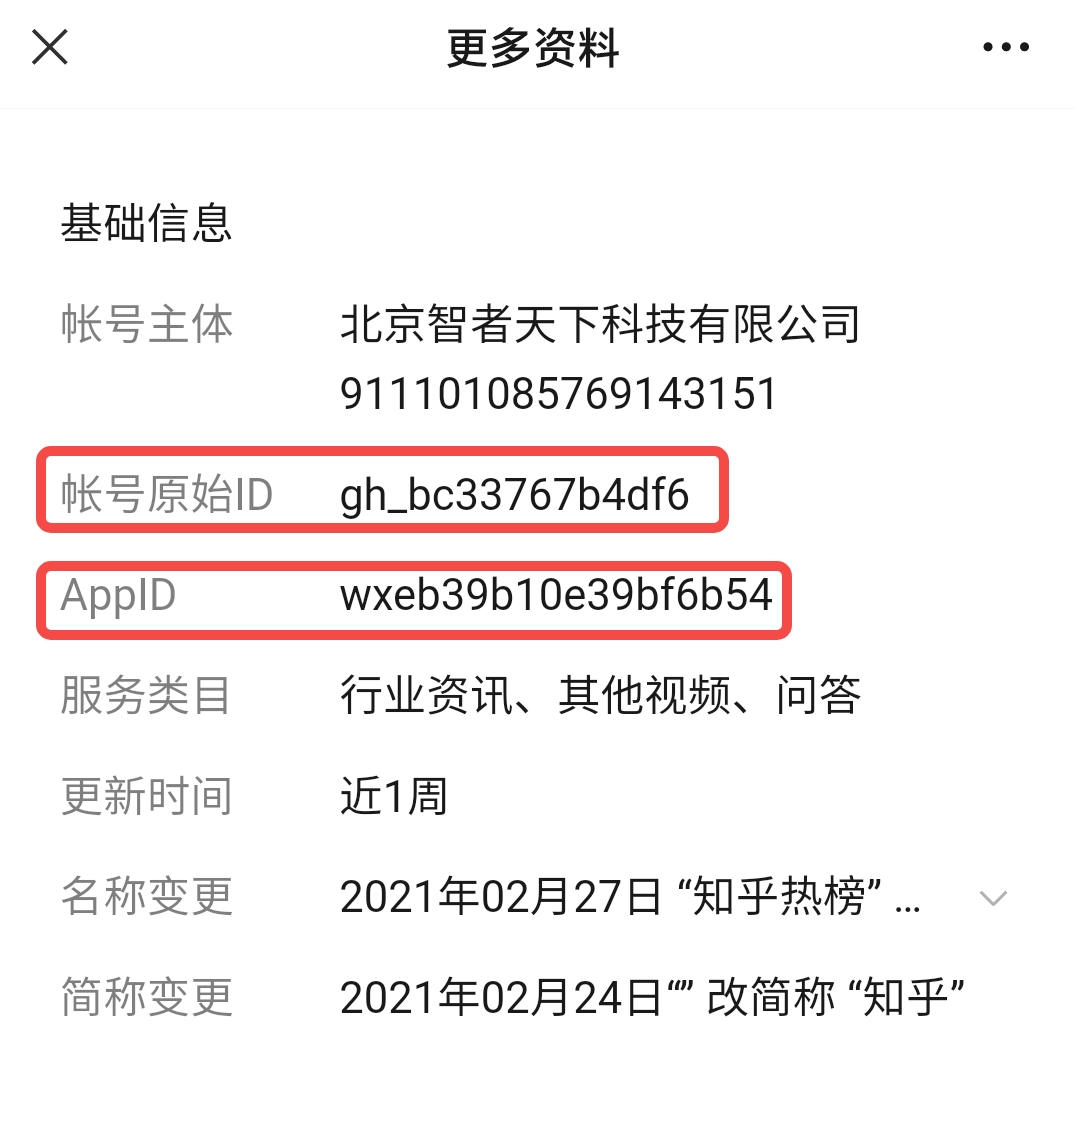 更多资料
基础信息
帐号主体 北京智者天下科技有限公司
911101085769143151
帐号原始ID gh_bc33767b4df6
AppID wxeb39b10e39bf6b54
服务类目 行业资讯、其他视频、问答
更新时间 近1周
名称变更 2021年02月27日 “知乎热榜” ...
简称变更 2021年02月24日“” 改简称 “知乎”